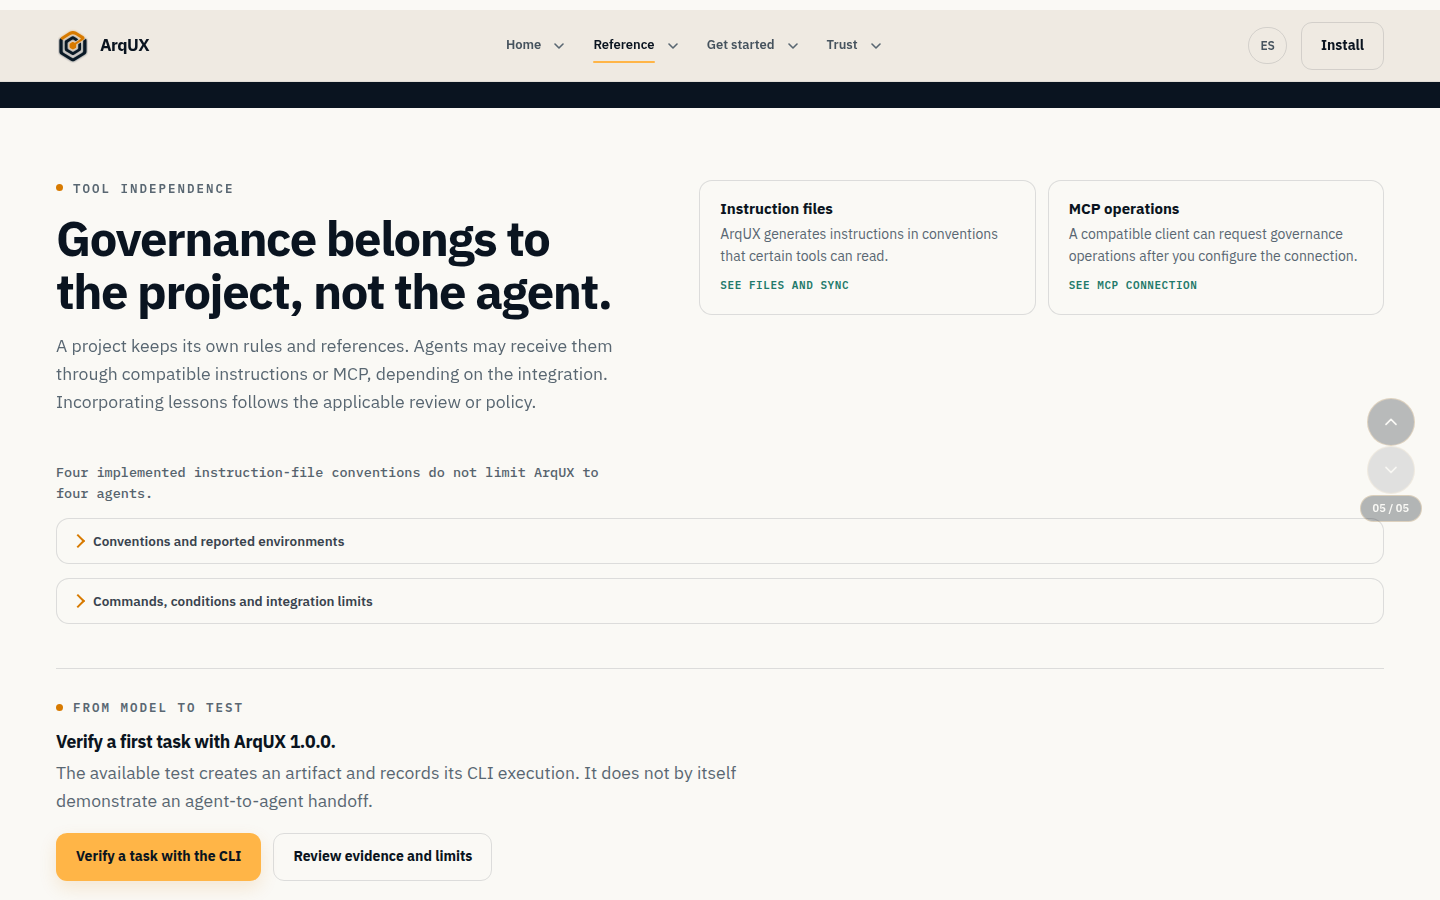 ArqUX
Home
Reference
Get started
Trust
ES
Install
TOOL INDEPENDENCE
Governance belongs to
the project, not the agent.
A project keeps its own rules and references. Agents may receive them
through compatible instructions or MCP, depending on the integration.
Incorporating lessons follows the applicable review or policy.
Four implemented instruction-file conventions do not limit ArqUX to
four agents.
Instruction files
ArqUX generates instructions in conventions
that certain tools can read.
SEE FILES AND SYNC
MCP operations
A compatible client can request governance
operations after you configure the connection.
SEE MCP CONNECTION
05 / 05
Conventions and reported environments
Commands, conditions and integration limits
FROM MODEL TO TEST
Verify a first task with ArqUX 1.0.0.
The available test creates an artifact and records its CLI execution. It does not by itself
demonstrate an agent-to-agent handoff.
Verify a task with the CLI
Review evidence and limits